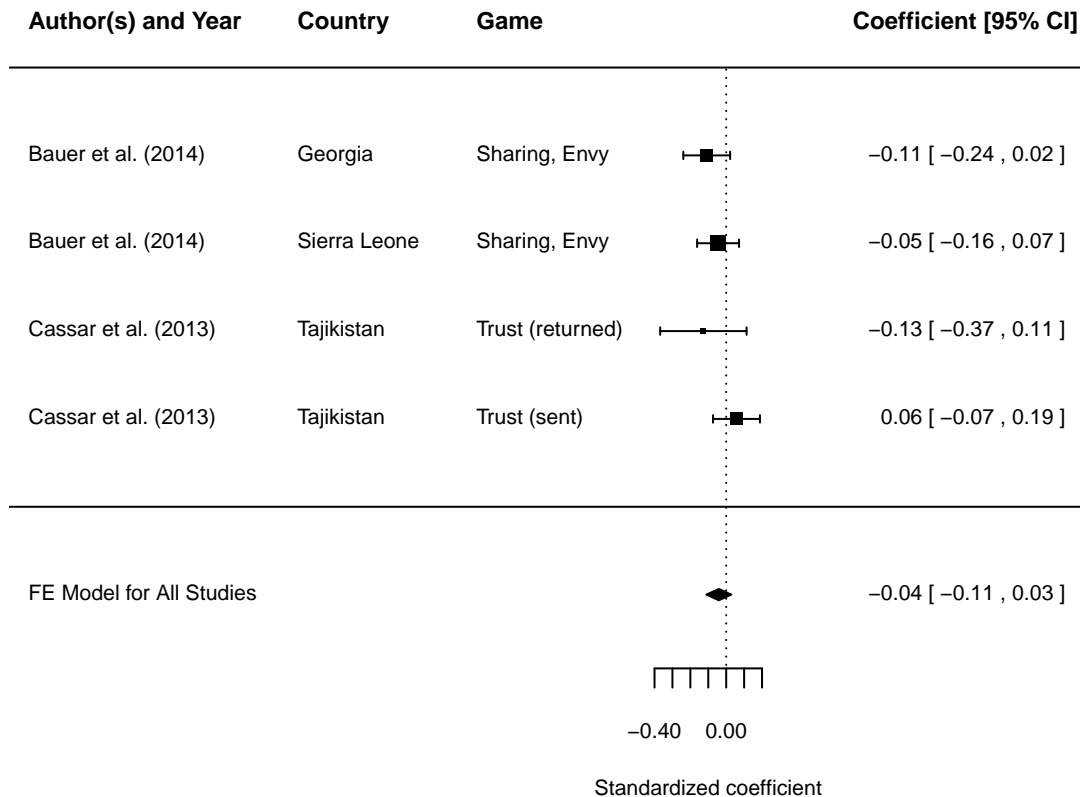 Author(s) and Year Country Game Coefficient [95% CI]
Bauer et al. (2014) Georgia Sharing, Envy −0.11 [ −0.24 , 0.02 ]
Bauer et al. (2014) Sierra Leone Sharing, Envy −0.05 [ −0.16 , 0.07 ]
Cassar et al. (2013) Tajikistan Trust (returned) −0.13 [ −0.37 , 0.11 ]
Cassar et al. (2013) Tajikistan Trust (sent) 0.06 [ −0.07 , 0.19 ]
FE Model for All Studies −0.04 [ −0.11 , 0.03 ]
−0.40 0.00
Standardized coefficient